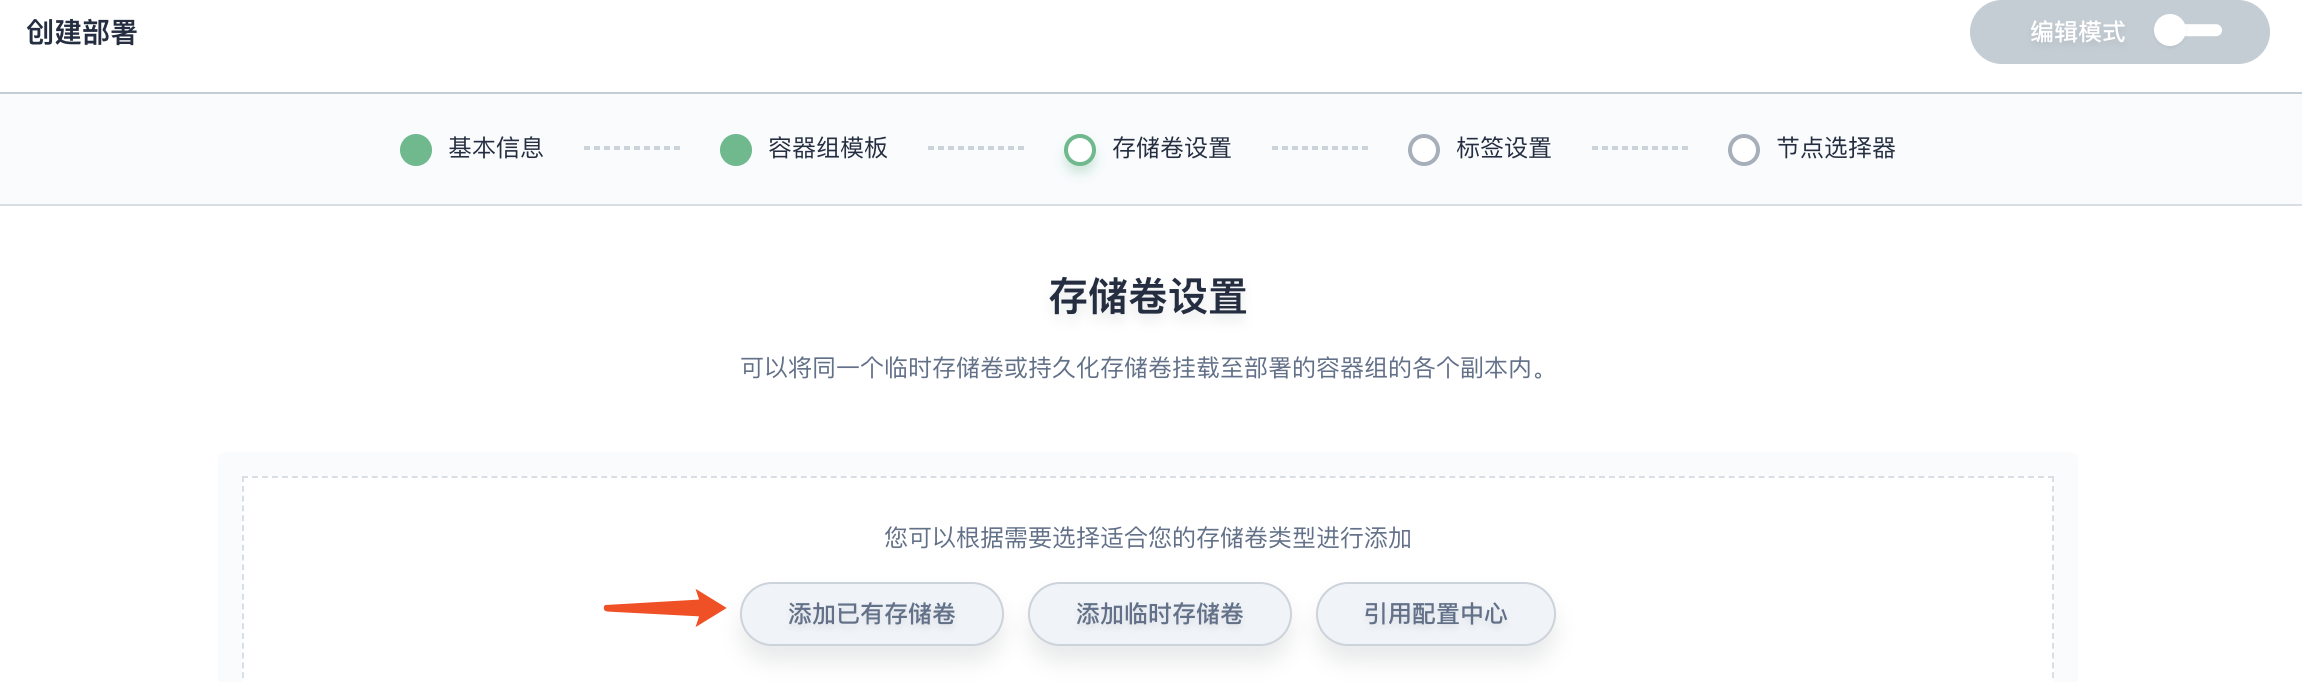 创建部署
编辑模式
基本信息
容器组模板
存储卷设置
标签设置
节点选择器
存储卷设置
可以将同一个临时存储卷或持久化存储卷挂载至部署的容器组的各个副本内。
您可以根据需要选择适合您的存储卷类型进行添加
添加已有存储卷
添加临时存储卷
引用配置中心